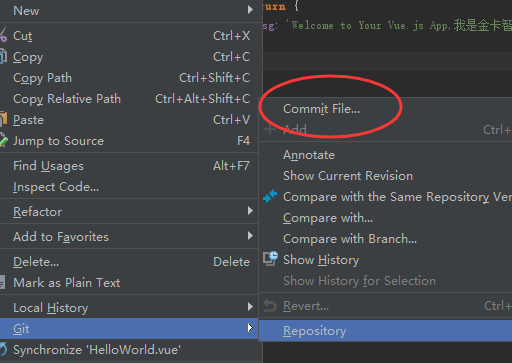 turn {
sg: 'Welcome to Your Vue.js App,我是金卡智
New
Cut Ctrl+X
Copy Ctrl+C
Copy Path Ctrl+Shift+C
Copy Relative Path Ctrl+Alt+Shift+C
Paste Ctrl+V
Jump to Source F4
Find Usages Alt+F7
Inspect Code...
Refactor
Add to Favorites
Delete... Delete
Mark as Plain Text
Local History
Git
Synchronize 'HelloWorld.vue'
Commit File...
Add Ctrl+
Annotate
Show Current Revision
Compare with the Same Repository Ver
Compare with...
Compare with Branch...
Show History
Show History for Selection
Revert... Ctrl+
Repository